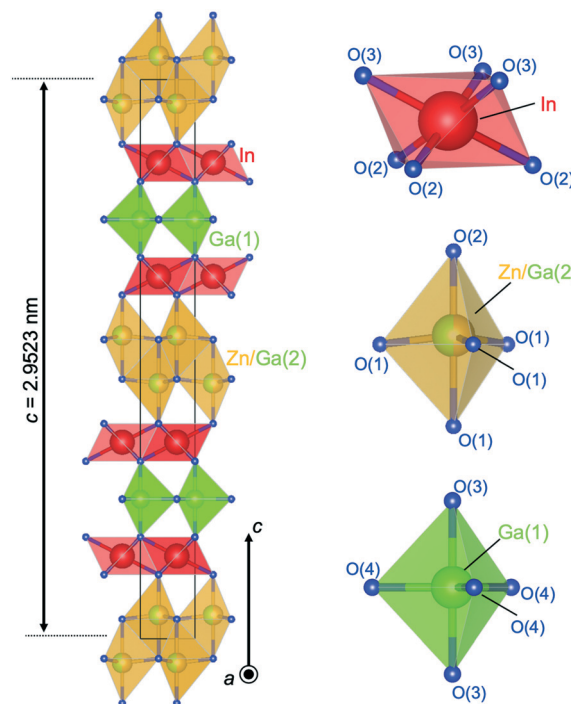 In
Ga(1)
Zn/Ga(2)
c = 2.9523 nm
c
a
O(3)
O(3)
O(3)
In
O(2)
O(2)
O(2)
O(2)
Zn/Ga(2
O(1)
O(1)
O(1)
O(1)
O(3)
Ga(1)
O(4)
O(4)
O(4)
O(3)